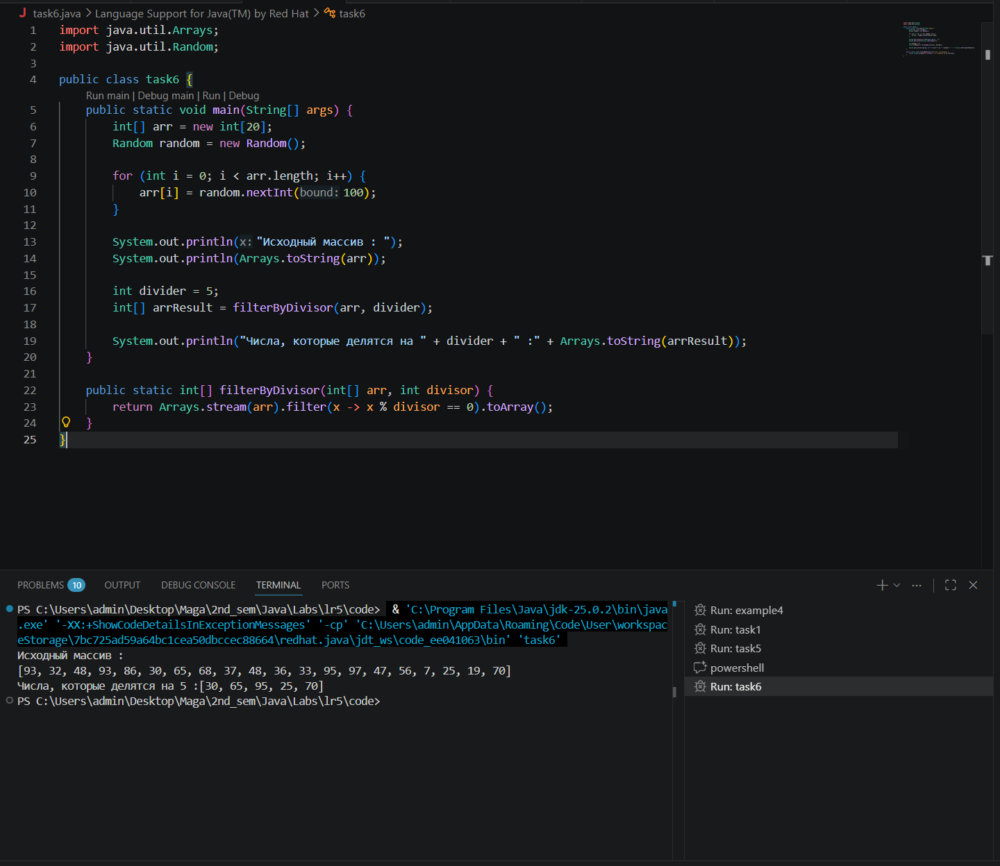 task6.java > Language Support for Java(TM) by Red Hat > task6
1 import java.util.Arrays;
2 import java.util.Random;
3
4 public class task6 {
Run main | Debug main | Run | Debug
5 public static void main(String[] args) {
6 int[] arr = new int[20];
7 Random random = new Random();
8
9 for (int i = 0; i < arr.length; i++) {
10 arr[i] = random.nextInt(bound: 100);
11 }
12
13 System.out.println(x: "Исходный массив : ");
14 System.out.println(Arrays.toString(arr));
15
16 int divider = 5;
17 int[] arrResult = filterByDivisor(arr, divider);
18
19 System.out.println("Числа, которые делятся на " + divider + " :" + Arrays.toString(arrResult));
20 }
21
22 public static int[] filterByDivisor(int[] arr, int divisor) {
23 return Arrays.stream(arr).filter(x -> x % divisor == 0).toArray();
24 }
25 }
PROBLEMS 10 OUTPUT DEBUG CONSOLE TERMINAL PORTS
PS C:\Users\admin\Desktop\Maga\2nd_sem\Java\Labs\lr5\code> & 'C:\Program Files\Java\jdk-25.0.2\bin\java
.exe' '-XX:+ShowCodeDetailsInExceptionMessages' '-cp' 'C:\Users\admin\AppData\Roaming\Code\User\workspac
eStorage\7bc725ad59a64bc1cea50dbccec88664\redhat.java\jdt_ws\code_ee041063\bin' 'task6'
Исходный массив :
[93, 32, 48, 93, 86, 30, 65, 68, 37, 48, 36, 33, 95, 97, 47, 56, 7, 25, 19, 70]
Числа, которые делятся на 5 :[30, 65, 95, 25, 70]
PS C:\Users\admin\Desktop\Maga\2nd_sem\Java\Labs\lr5\code>
Run: example4
Run: task1
Run: task5
powershell
Run: task6